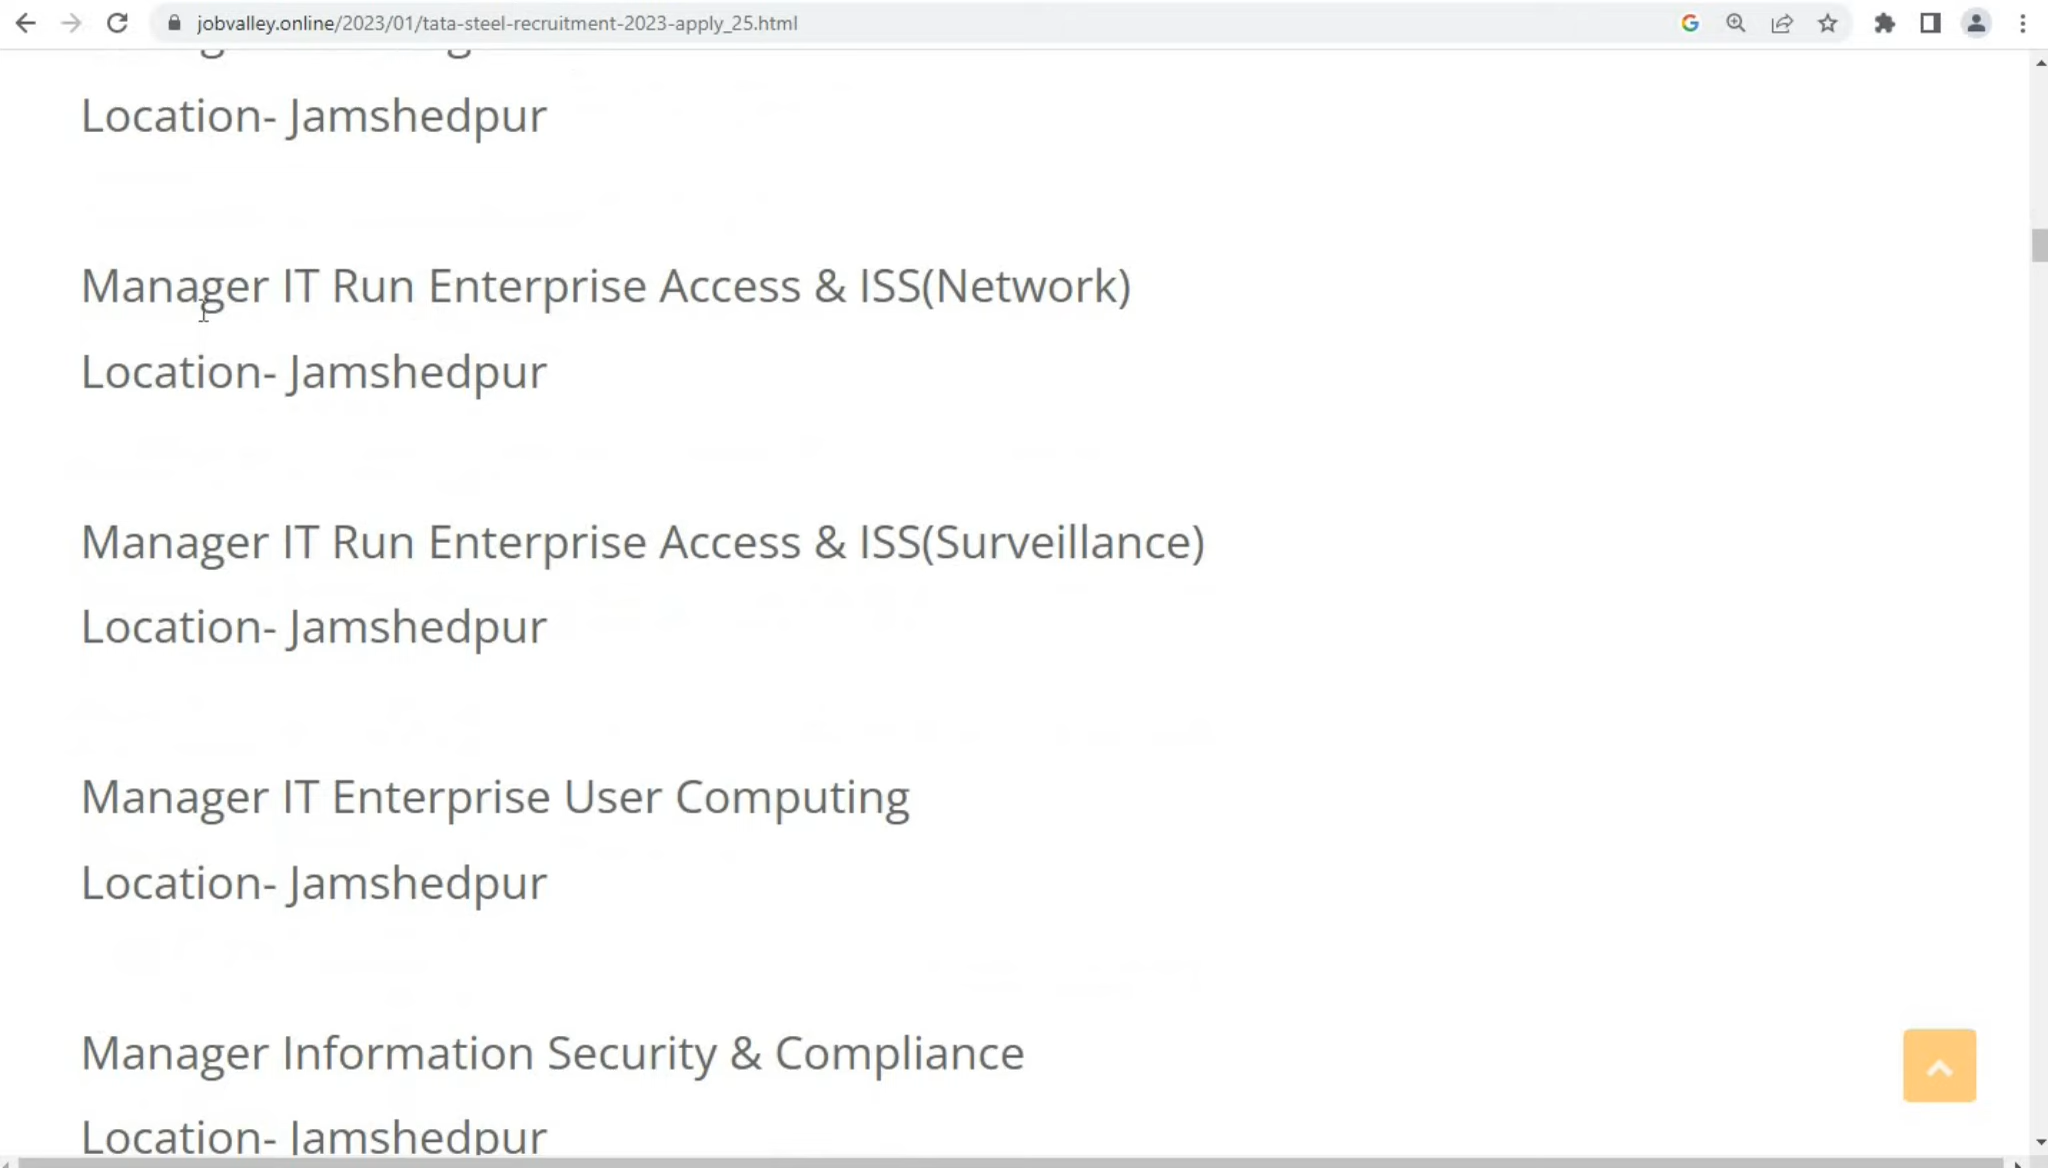 jobvalley.online/2023/01/tata-steel-recruitment-2023-apply_25.html
Location- Jamshedpur
Manager IT Run Enterprise Access & ISS(Network)
Location- Jamshedpur
Manager IT Run Enterprise Access & ISS(Surveillance)
Location- Jamshedpur
Manager IT Enterprise User Computing
Location- Jamshedpur
Manager Information Security & Compliance
Location- Jamshedpur